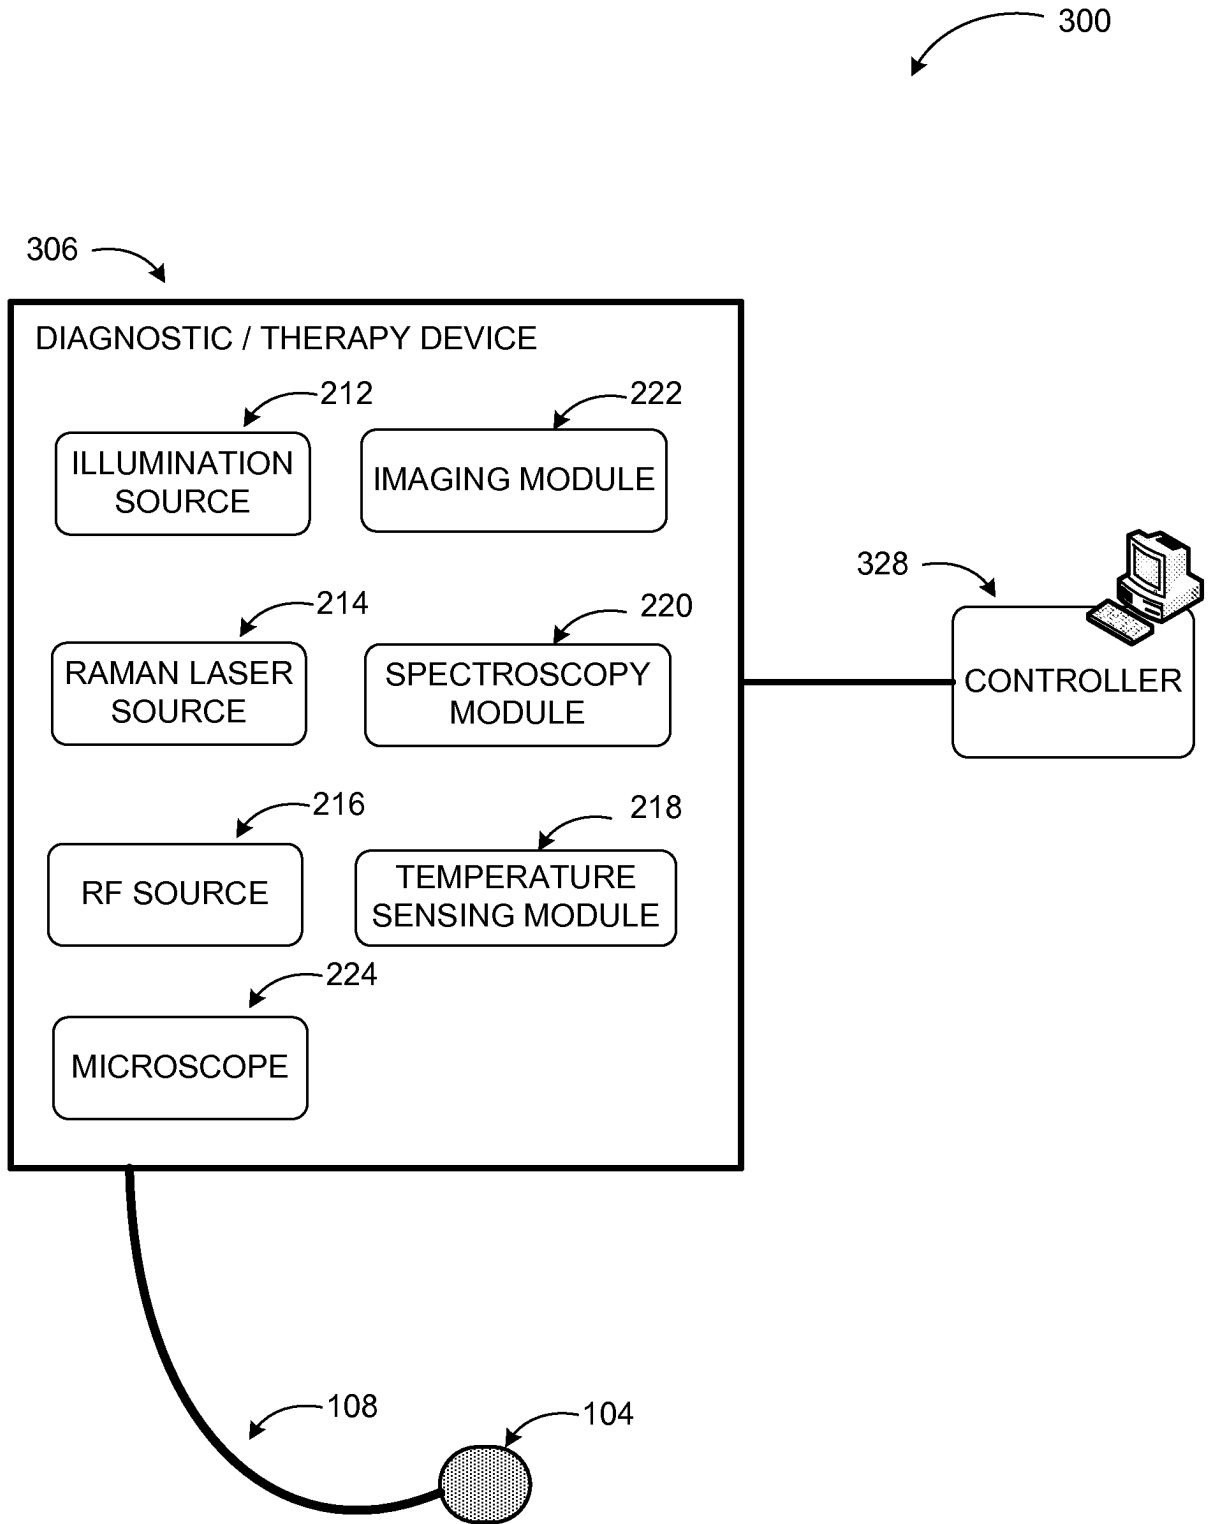 300
306
DIAGNOSTIC / THERAPY DEVICE
212
222
ILLUMINATION
SOURCE
IMAGING MODULE
328
214
220
RAMAN LASER
SOURCE
SPECTROSCOPY
MODULE
CONTROLLER
216
218
RF SOURCE
TEMPERATURE
SENSING MODULE
224
MICROSCOPE
108
104